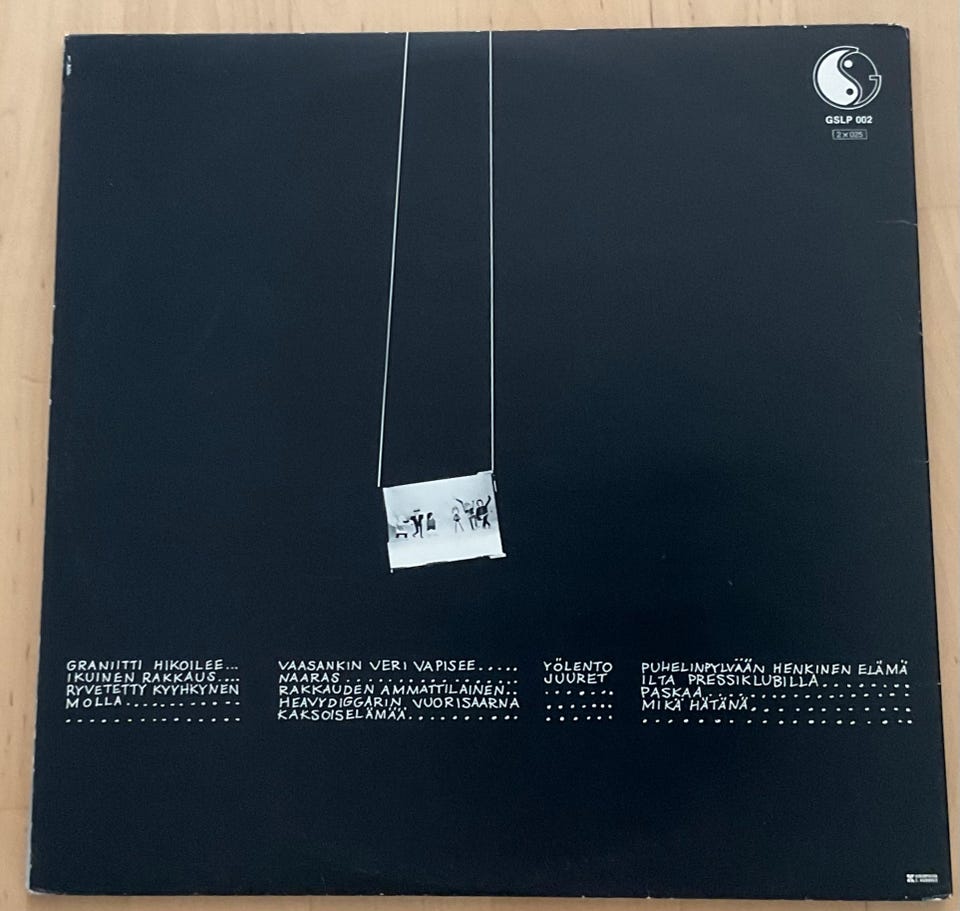 GSLP 002
2×025
GRANIITTI HIKOILEE...
IKUINEN RAKKAUS....
RYVETETTY KYYHKYNEN
MOLLA............
VAASANKIN VERI VAPISEE.....
NAARAS....................
RAKKAUDEN AMMATTILAINEN..
HEAVYDIGGARIN VUORISAARNA
KAKSOISELÄMÄÄ............
YÖLENTO
JUURET
PUHELINPYLVÄÄN HENKINEN ELÄMÄ
ILTA PRESSIKLUBILLA..........
PASKAA......................
MIKÄ HÄTÄNÄ.................